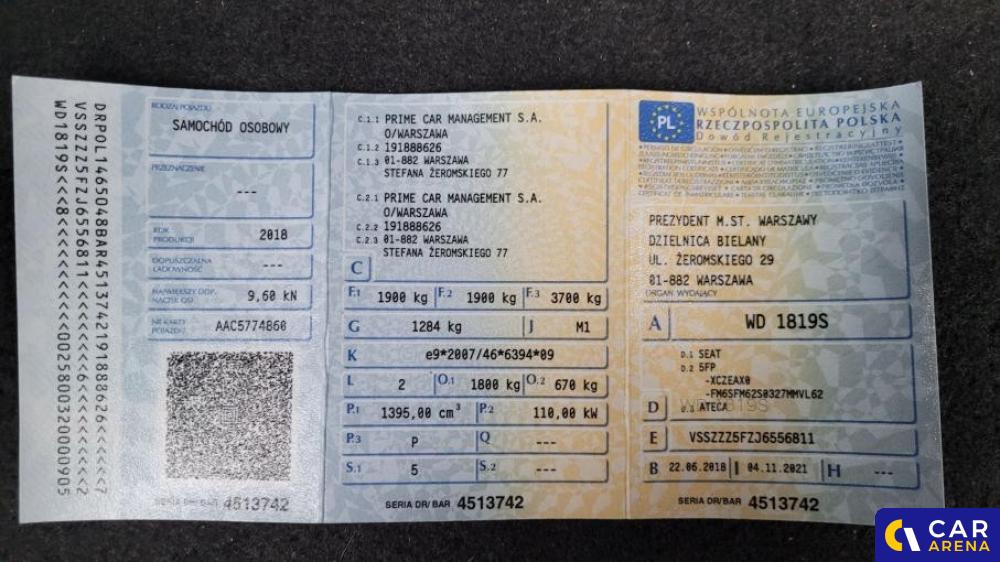 DRPOL1465048BAR4513742191888626<<<<<<7
VSSZZZ5FZJ6556811<<<<<<6<<<<<<2
WD1819S<<<8<<<<<<<<<<<<<002580032000
RODZAJ POJAZDU
SAMOCHÓD OSOBOWY
PRZEZNACZENIE
---
ROK PRODUKCJI
2018
DOPUSZCZALNA ŁADOWNOŚĆ
---
NAJWIĘKSZY DOP. NACISK OSI
9,60 kN
NR KARTY POJAZDU
AAC5774860
SERIA DR/BAR 4513742
C.1.1 PRIME CAR MANAGEMENT S.A.
O/WARSZAWA
C.1.2 191888626
C.1.3 01-882 WARSZAWA
STEFANA ŻEROMSKIEGO 77
C.2.1 PRIME CAR MANAGEMENT S.A.
O/WARSZAWA
C.2.2 191888626
C.2.3 01-882 WARSZAWA
STEFANA ŻEROMSKIEGO 77
C
F.1 1900 kg F.2 1900 kg F.3 3700 kg
G 1284 kg J M1
K e9*2007/46*6394*09
L 2 O.1 1800 kg O.2 670 kg
P.1 1395,00 cm³ P.2 110,00 kW
P.3 P Q ---
S.1 5 S.2 ---
SERIA DR/BAR 4513742
PL
WSPÓLNOTA EUROPEJSKA
RZECZPOSPOLITA POLSKA
Dowód Rejestracyjny
PREZYDENT M.ST. WARSZAWY
DZIELNICA BIELANY
UL. ŻEROMSKIEGO 29
01-882 WARSZAWA
ORGAN WYDAJĄCY
A WD 1819S
D.1 SEAT
D.2 5FP
-XCZEAX0
-FM6SFM62S0327MMVL62
D D.3 ATECA
E VSSZZZ5FZJ6556811
B 22.06.2018 I 04.11.2021 H ---
SERIA DR/BAR 4513742
CAR
ARENA